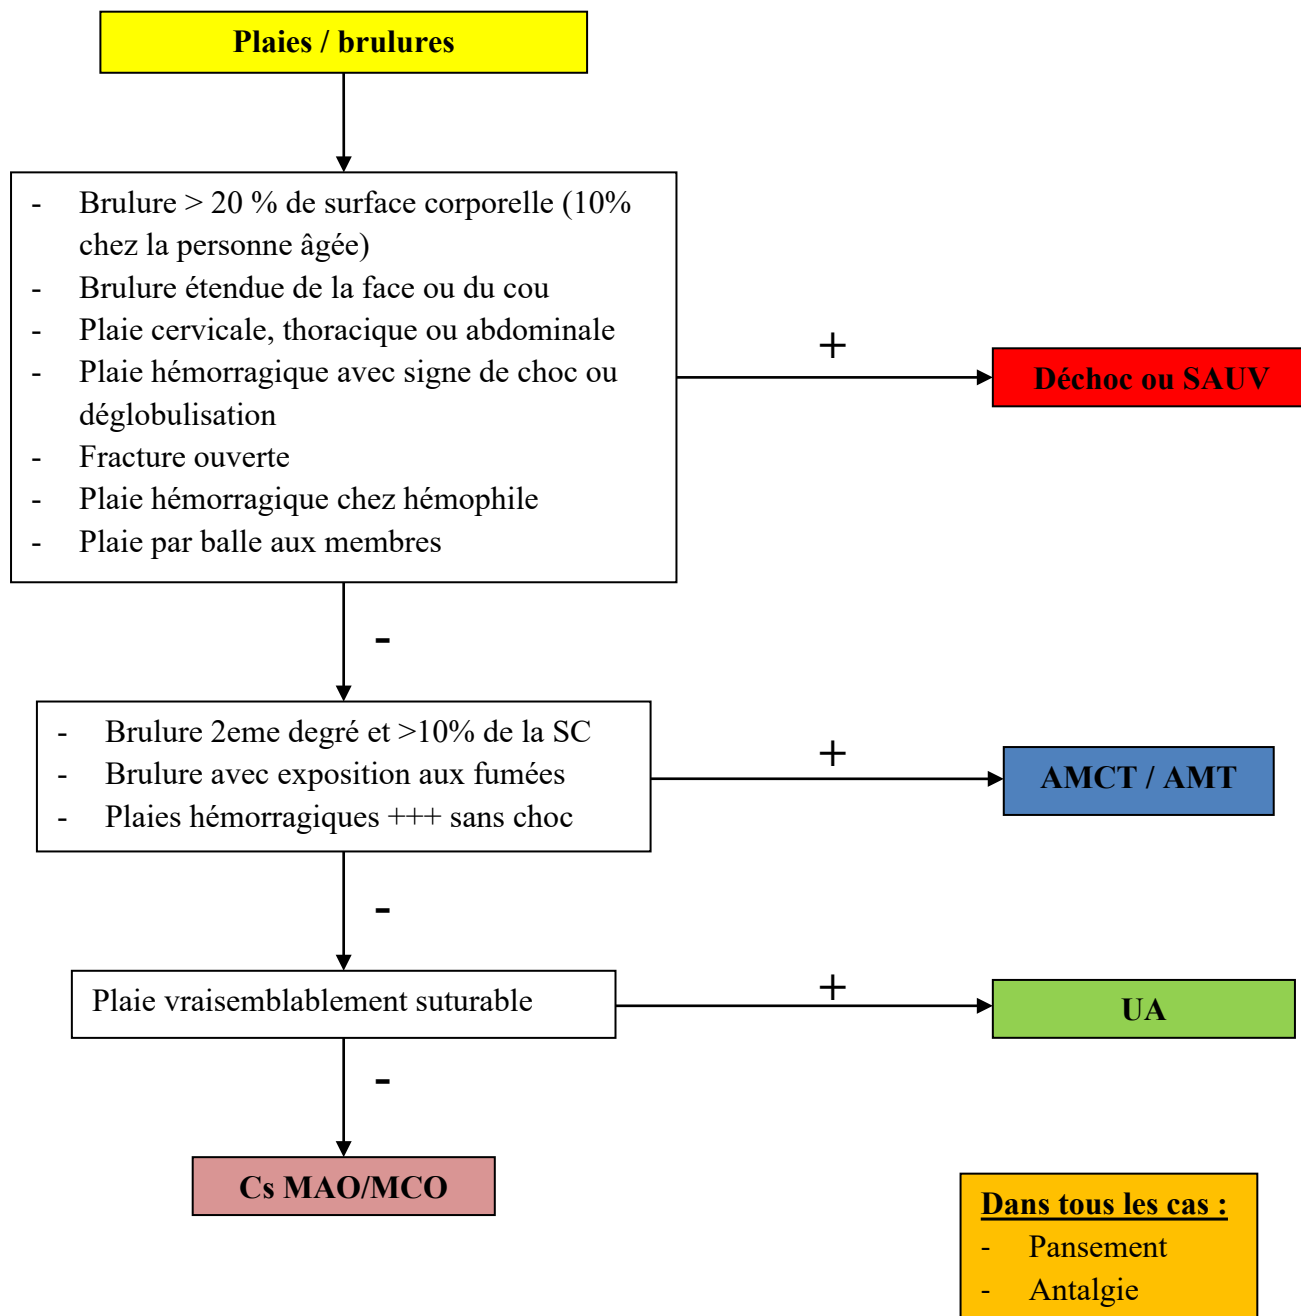 Plaies / brulures
- Brulure > 20 % de surface corporelle (10%
chez la personne âgée)
- Brulure étendue de la face ou du cou
- Plaie cervicale, thoracique ou abdominale
- Plaie hémorragique avec signe de choc ou
déglobulisation
- Fracture ouverte
- Plaie hémorragique chez hémophile
- Plaie par balle aux membres
+
Déchoc ou SAUV
-
- Brulure 2eme degré et >10% de la SC
- Brulure avec exposition aux fumées
- Plaies hémorragiques +++ sans choc
+
AMCT / AMT
-
Plaie vraisemblablement suturable
+
UA
-
Cs MAO/MCO
Dans tous les cas :
- Pansement
- Antalgie